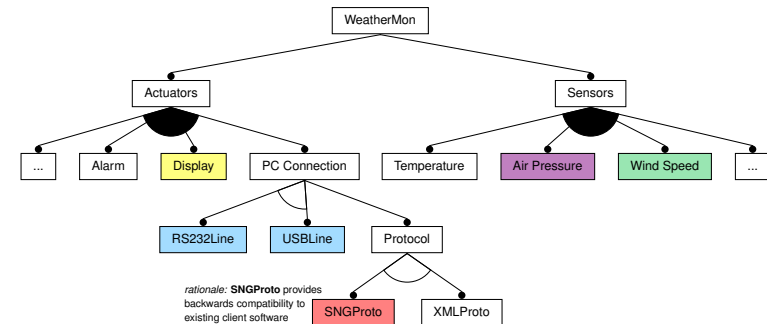 WeatherMon
Actuators
Sensors
...
Alarm
Display
PC Connection
Temperature
Air Pressure
Wind Speed
...
RS232Line
USBLine
Protocol
rationale: SNGProto provides
backwards compatibility to
existing client software
SNGProto
XMLProto